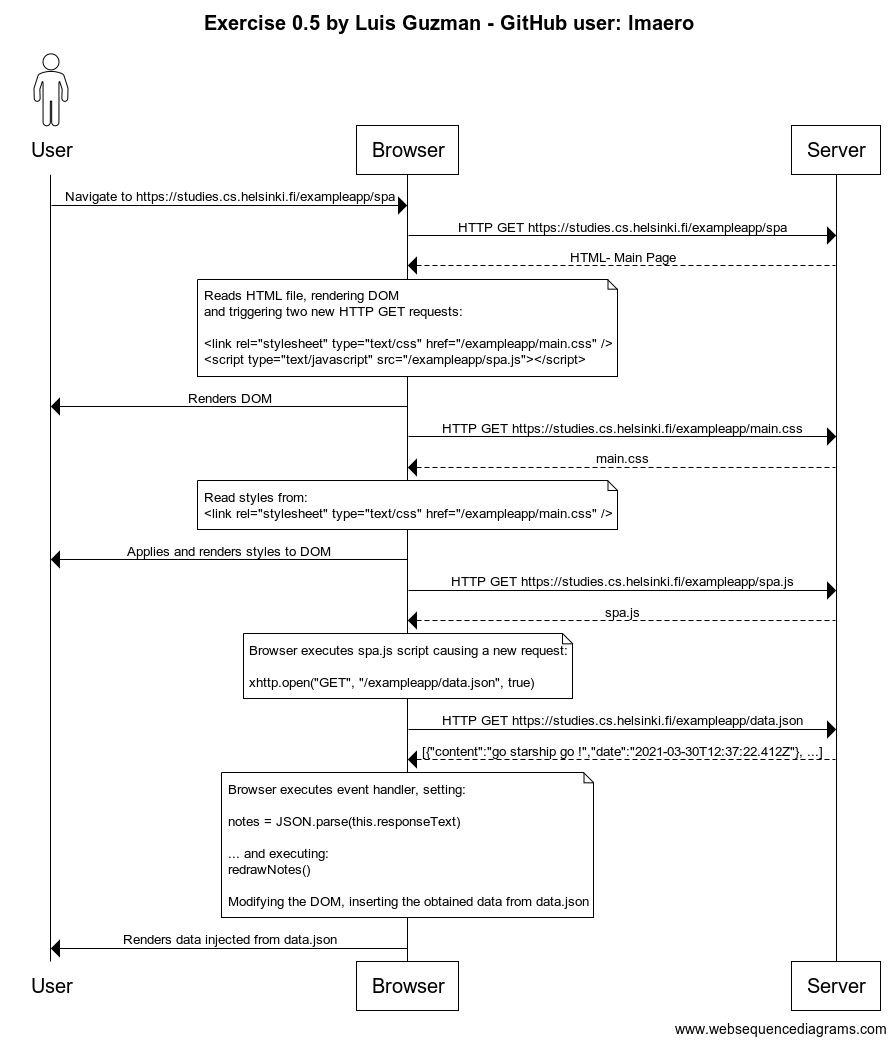 Exercise 0.5 by Luis Guzman - GitHub user: lmaero
User
Browser
Server
Navigate to https://studies.cs.helsinki.fi/exampleapp/spa
HTTP GET https://studies.cs.helsinki.fi/exampleapp/spa
HTML- Main Page
Reads HTML file, rendering DOM
and triggering two new HTTP GET requests:
<link rel="stylesheet" type="text/css" href="/exampleapp/main.css" />
<script type="text/javascript" src="/exampleapp/spa.js"></script>
Renders DOM
HTTP GET https://studies.cs.helsinki.fi/exampleapp/main.css
main.css
Read styles from:
<link rel="stylesheet" type="text/css" href="/exampleapp/main.css" />
Applies and renders styles to DOM
HTTP GET https://studies.cs.helsinki.fi/exampleapp/spa.js
spa.js
Browser executes spa.js script causing a new request:
xhttp.open("GET", "/exampleapp/data.json", true)
HTTP GET https://studies.cs.helsinki.fi/exampleapp/data.json
[{"content":"go starship go !","date":"2021-03-30T12:37:22.412Z"}, ...]
Browser executes event handler, setting:
notes = JSON.parse(this.responseText)
... and executing:
redrawNotes()
Modifying the DOM, inserting the obtained data from data.json
Renders data injected from data.json
User
Browser
Server
www.websequencediagrams.com